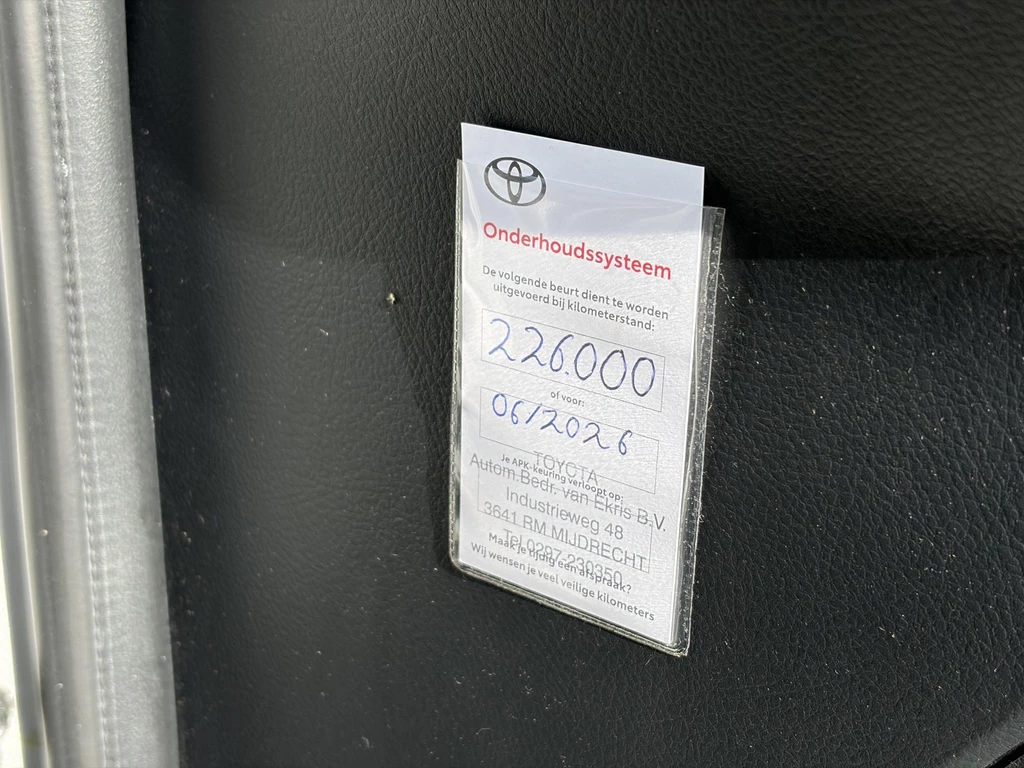 Onderhoudssysteem
De volgende beurt dient te worden
uitgevoerd bij kilometerstand:
226.000
of voor:
06/2026
TOYOTA
Je APK-keuring verloopt op:
Autom.Bedr. van Ekris B.V.
Industrieweg 48
3641 RM MIJDRECHT
Tel.0297-230350
Maak je tijdig een afspraak?
Wij wensen je veel veilige kilometers